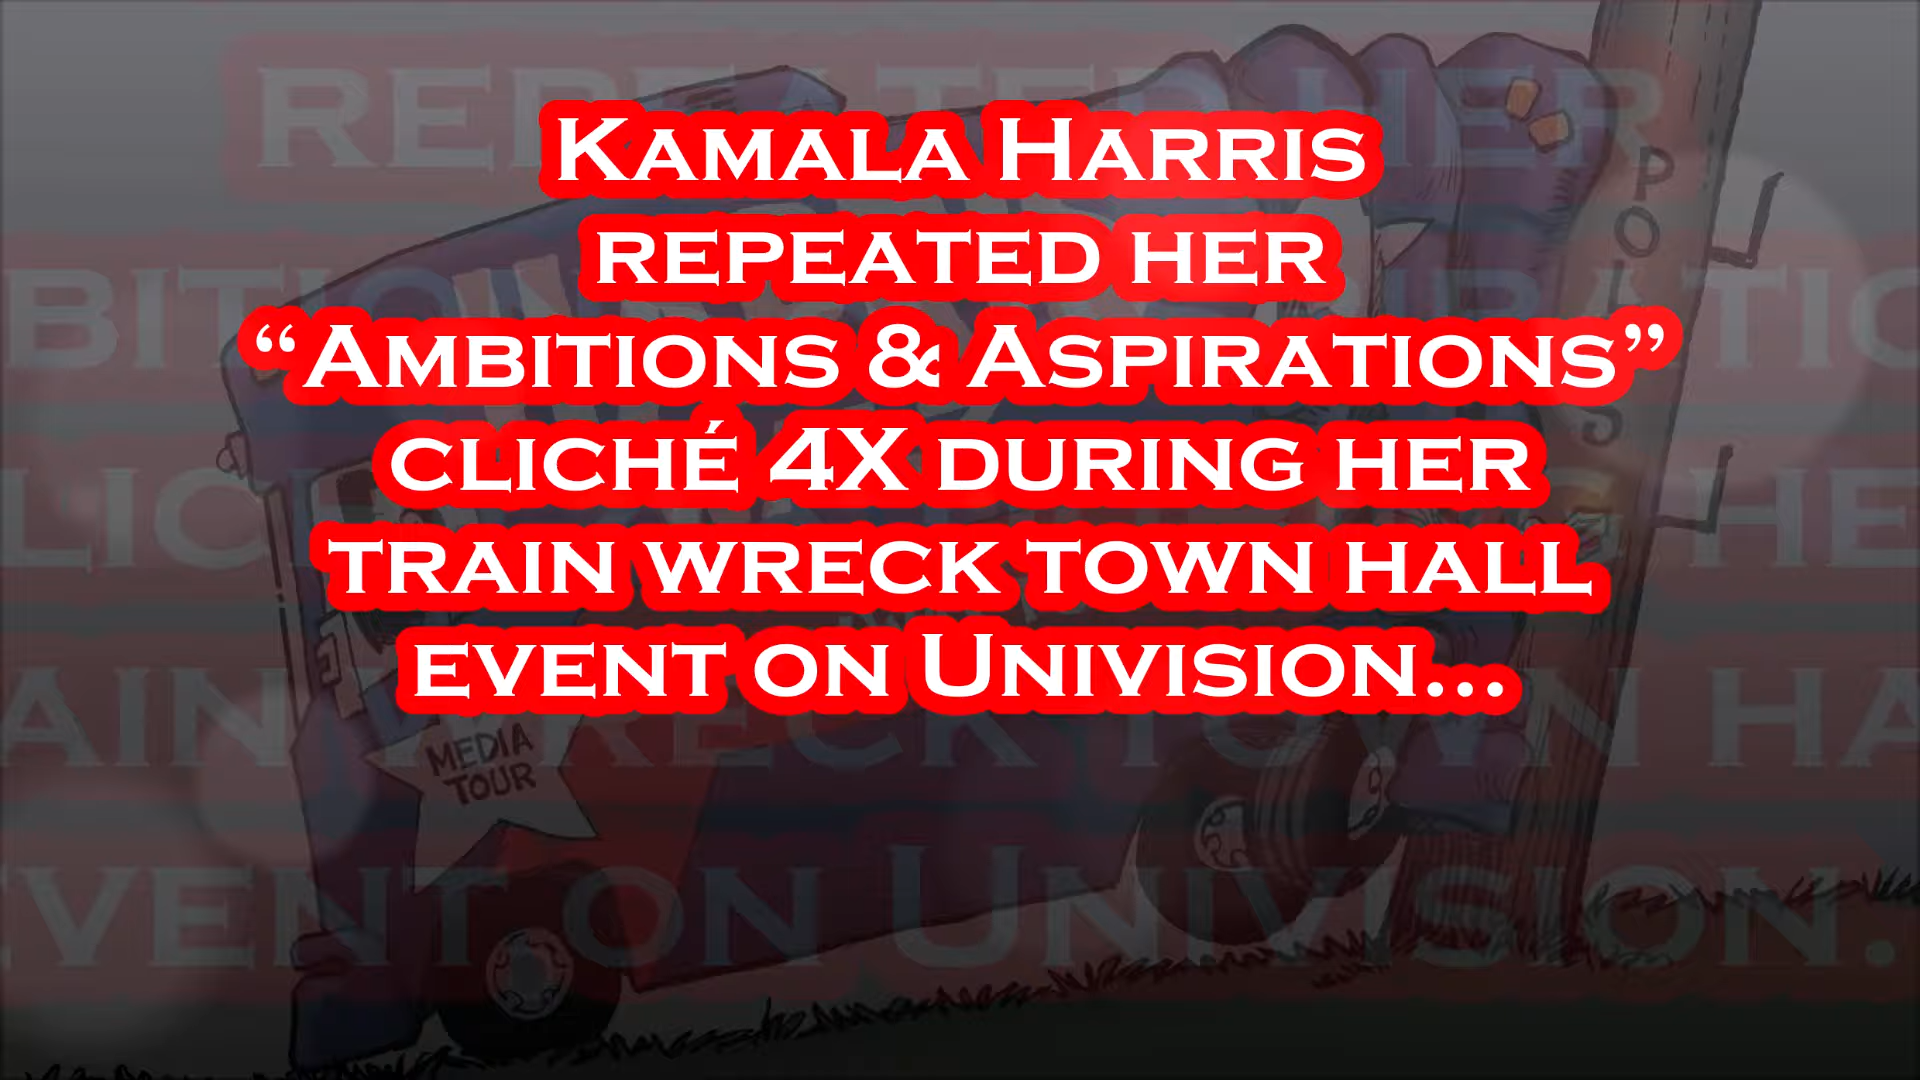 Kamala Harris
repeated her
“Ambitions & Aspirations”
cliché 4X during her
train wreck town hall
event on Univision...
POLLS
MEDIA
TOUR